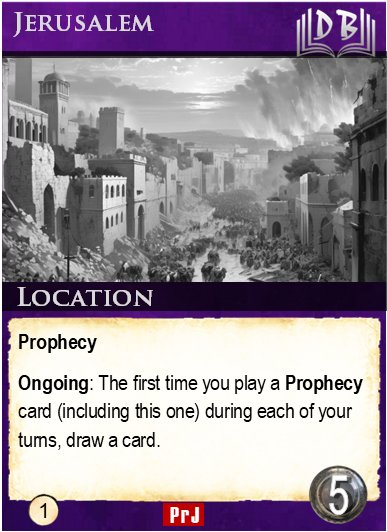 JERUSALEM
DB
LOCATION
Prophecy
Ongoing: The first time you play a Prophecy
card (including this one) during each of your
turns, draw a card.
1
PrJ
5